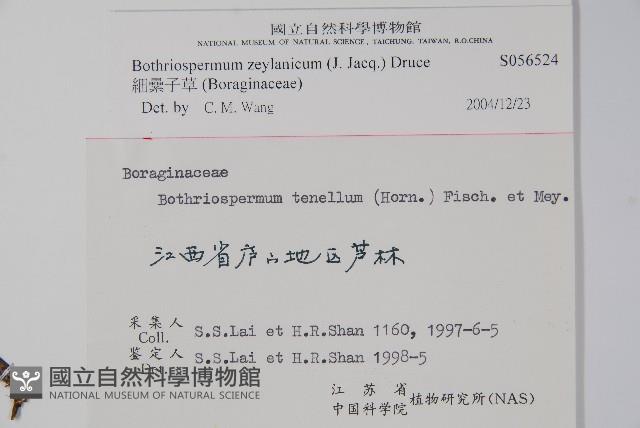 國立自然科學博物館
NATIONAL MUSEUM OF NATURAL SCIENCE, TAICHUNG, TAIWAN, R.O.CHINA
Bothriospermum zeylanicum (J. Jacq.) Druce S056524
細纍子草 (Boraginaceae)
Det. by C. M. Wang 2004/12/23
Boraginaceae
Bothriospermum tenellum (Horn.) Fisch. et Mey.
江西省庐山地区芦林
采集人
Coll. S.S.Lai et H.R.Shan 1160, 1997-6-5
鉴定人 S.S.Lai et H.R.Shan 1998-5
國立自然科學博物館
NATIONAL MUSEUM OF NATURAL SCIENCE
江苏省
中国科学院 植物研究所(NAS)